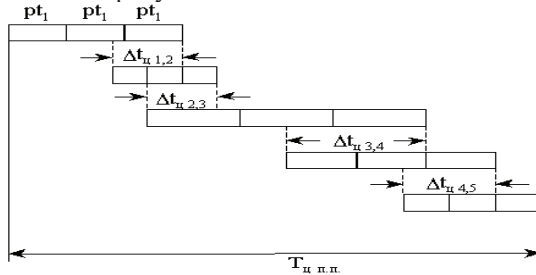 pt₁ pt₁ pt₁
Δtц 1,2
Δtц 2,3
Δtц 3,4
Δtц 4,5
Tц п.п.